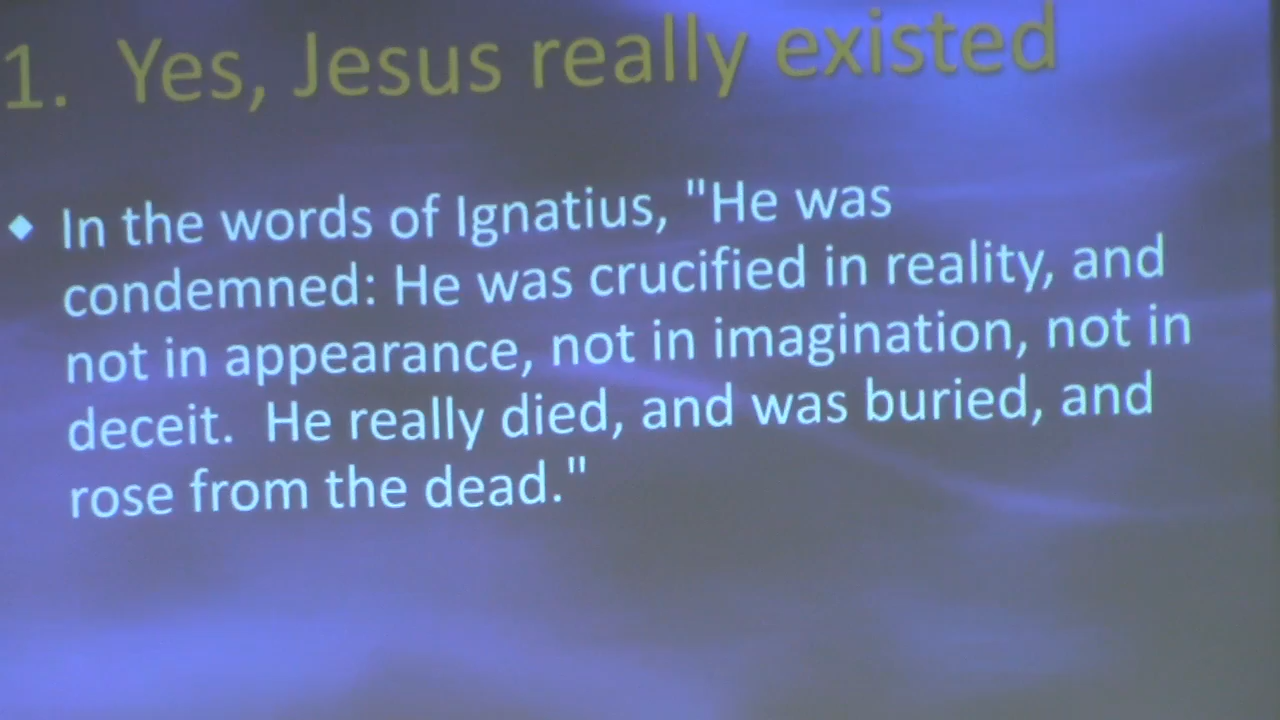 1. Yes, Jesus really existed
In the words of Ignatius, "He was
condemned: He was crucified in reality, and
not in appearance, not in imagination, not in
deceit.  He really died, and was buried, and
rose from the dead."